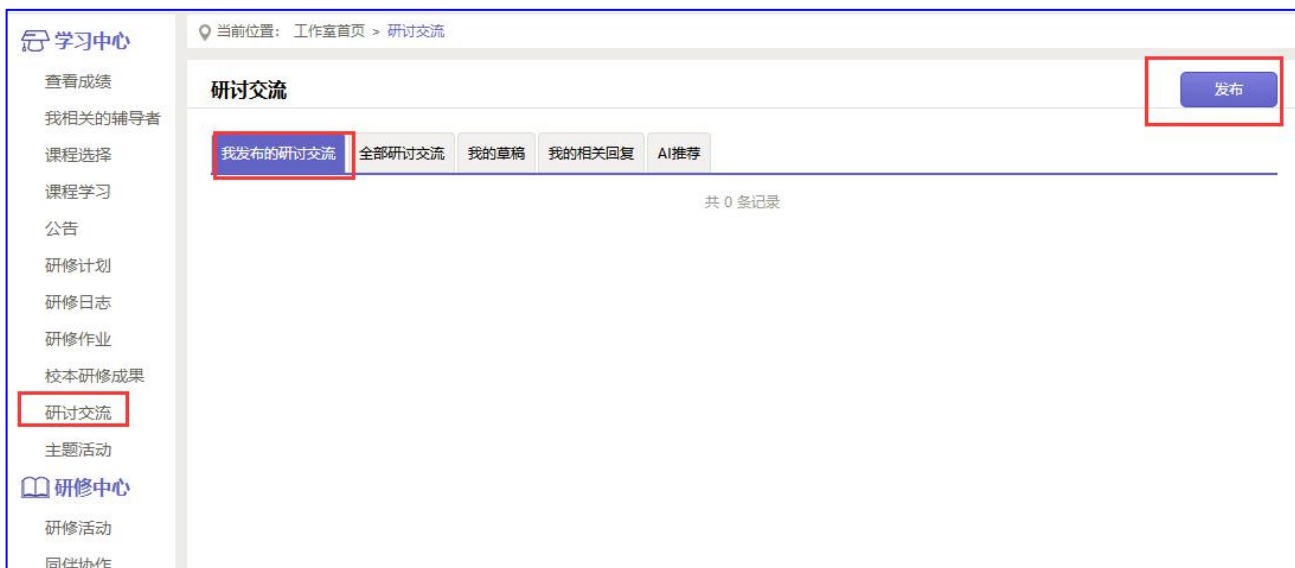 学习中心
查看成绩
我相关的辅导者
课程选择
课程学习
公告
研修计划
研修日志
研修作业
校本研修成果
研讨交流
主题活动
研修中心
研修活动
同伴协作
当前位置： 工作室首页 > 研讨交流
研讨交流
发布
我发布的研讨交流 全部研讨交流 我的草稿 我的相关回复 AI推荐
共 0 条记录